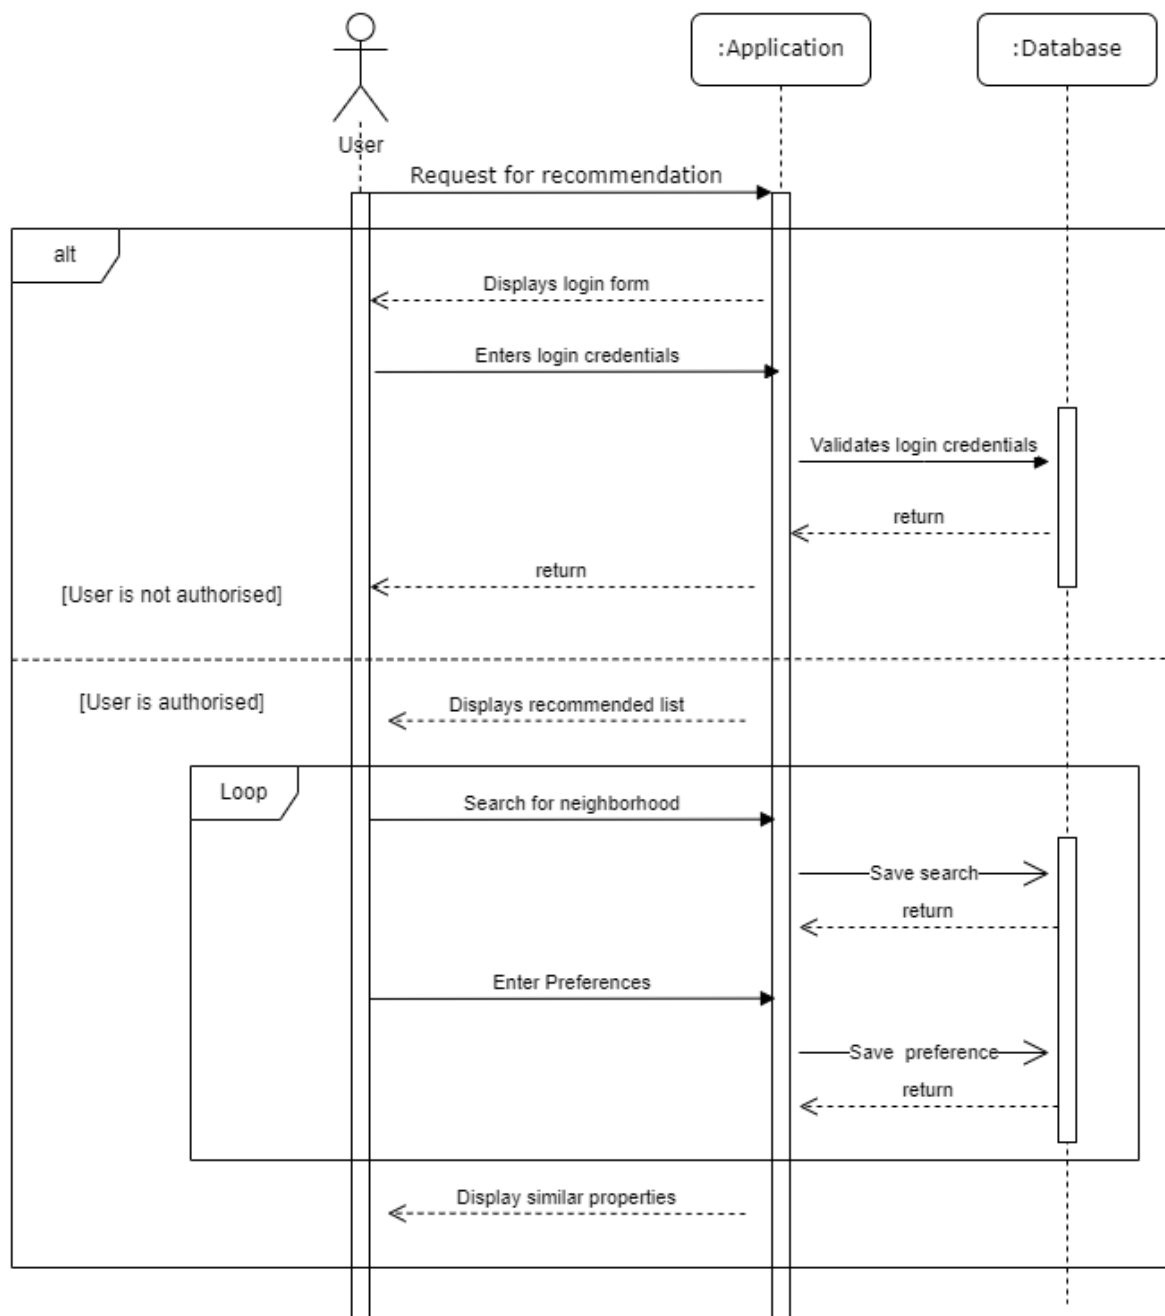 :Application
:Database
User
Request for recommendation
alt
Displays login form
Enters login credentials
Validates login credentials
return
return
[User is not authorised]
[User is authorised]
Displays recommended list
Loop
Search for neighborhood
Save search
return
Enter Preferences
Save  preference
return
Display similar properties